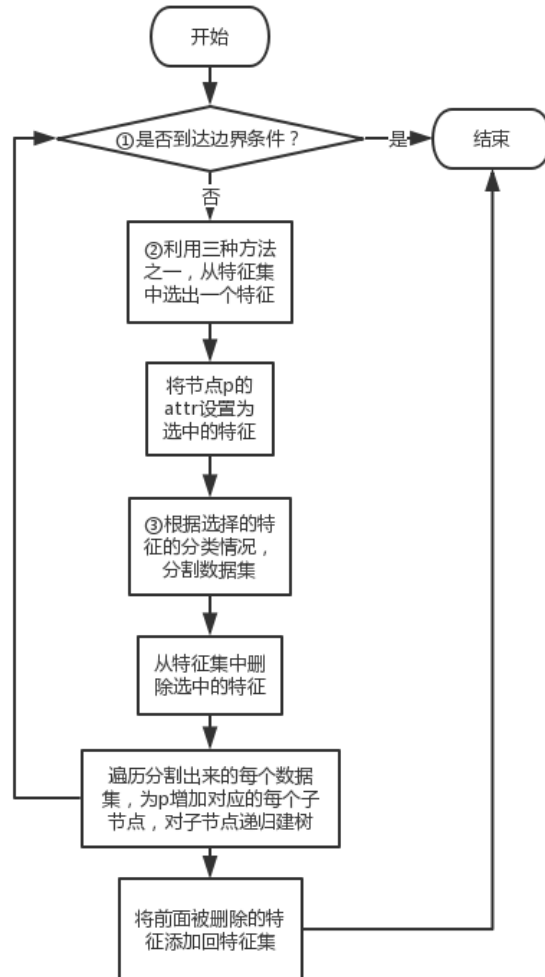 开始
①是否到达边界条件？
是
结束
否
②利用三种方法
之一，从特征集
中选出一个特征
将节点p的
attr设置为
选中的特征
③根据选择的特
征的分类情况，
分割数据集
从特征集中删
除选中的特征
遍历分割出来的每个数据
集，为p增加对应的每个子
节点，对子节点递归建树
将前面被删除的特
征添加回特征集